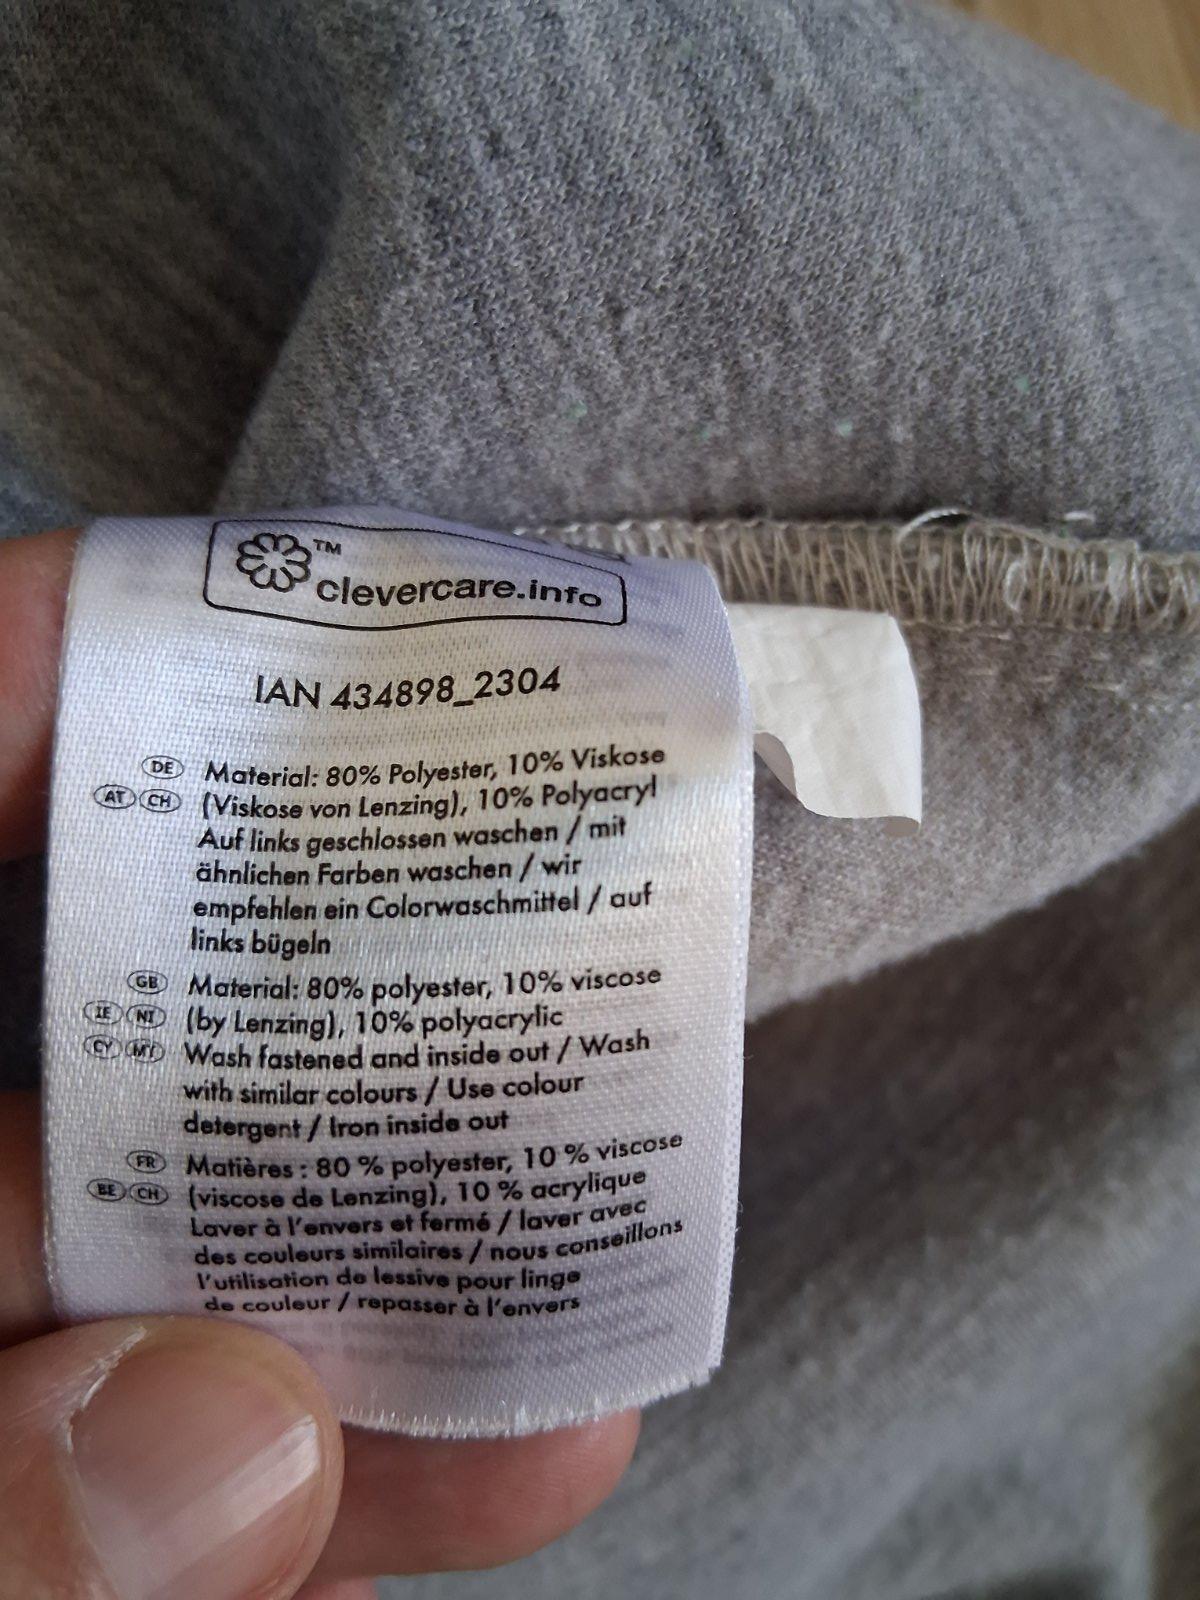 ™ clevercare.info
IAN 434898_2304
DE Material: 80% Polyester, 10% Viskose
AT CH (Viskose von Lenzing), 10% Polyacryl
Auf links geschlossen waschen / mit
ähnlichen Farben waschen / wir
empfehlen ein Colorwaschmittel / auf
links bügeln
GB Material: 80% polyester, 10% viscose
IE NI (by Lenzing), 10% polyacrylic
CY MT Wash fastened and inside out / Wash
with similar colours / Use colour
detergent / Iron inside out
FR Matières : 80 % polyester, 10 % viscose
BE CH (viscose de Lenzing), 10 % acrylique
Laver à l'envers et fermé / laver avec
des couleurs similaires / nous conseillons
l'utilisation de lessive pour linge
de couleur / repasser à l'envers